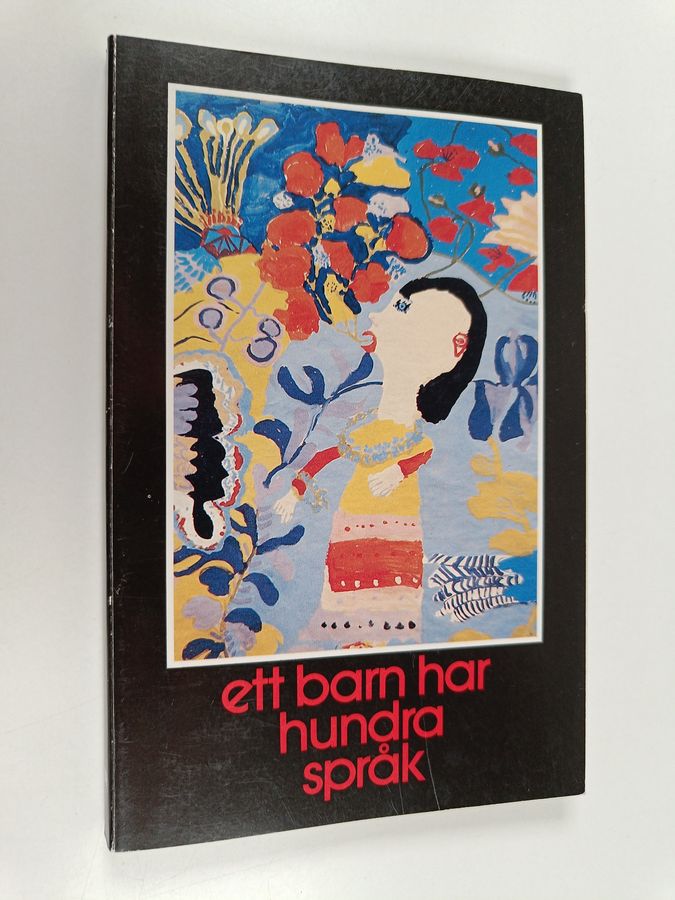 ett barn har
hundra
språk